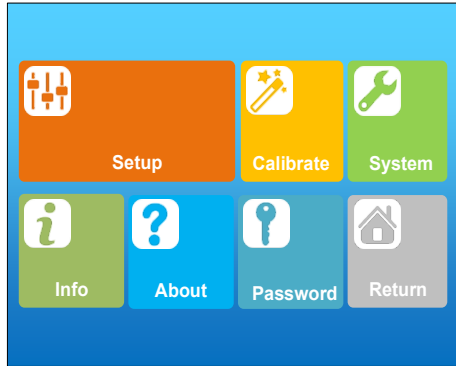 Setup
Calibrate
System
Info
About
Password
Return